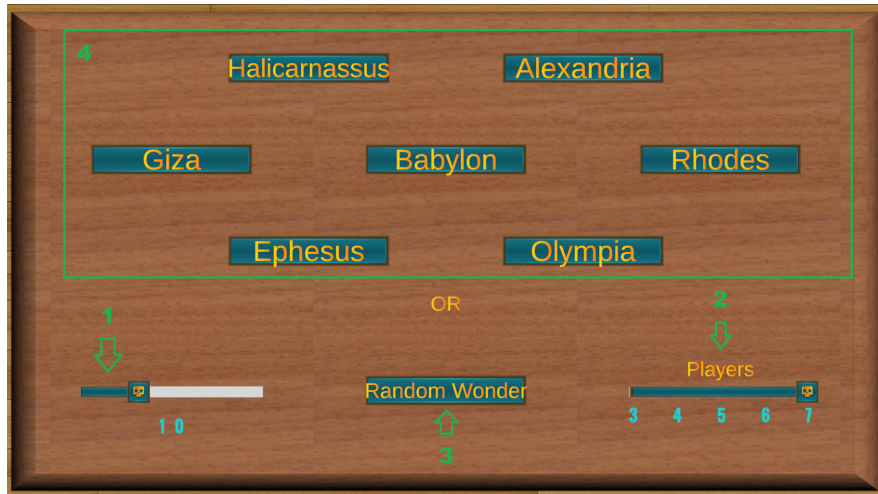 4
Halicarnassus Alexandria
Giza Babylon Rhodes
Ephesus Olympia
OR
1
2
Players
Random Wonder
3 4 5 6 7
1 0
3